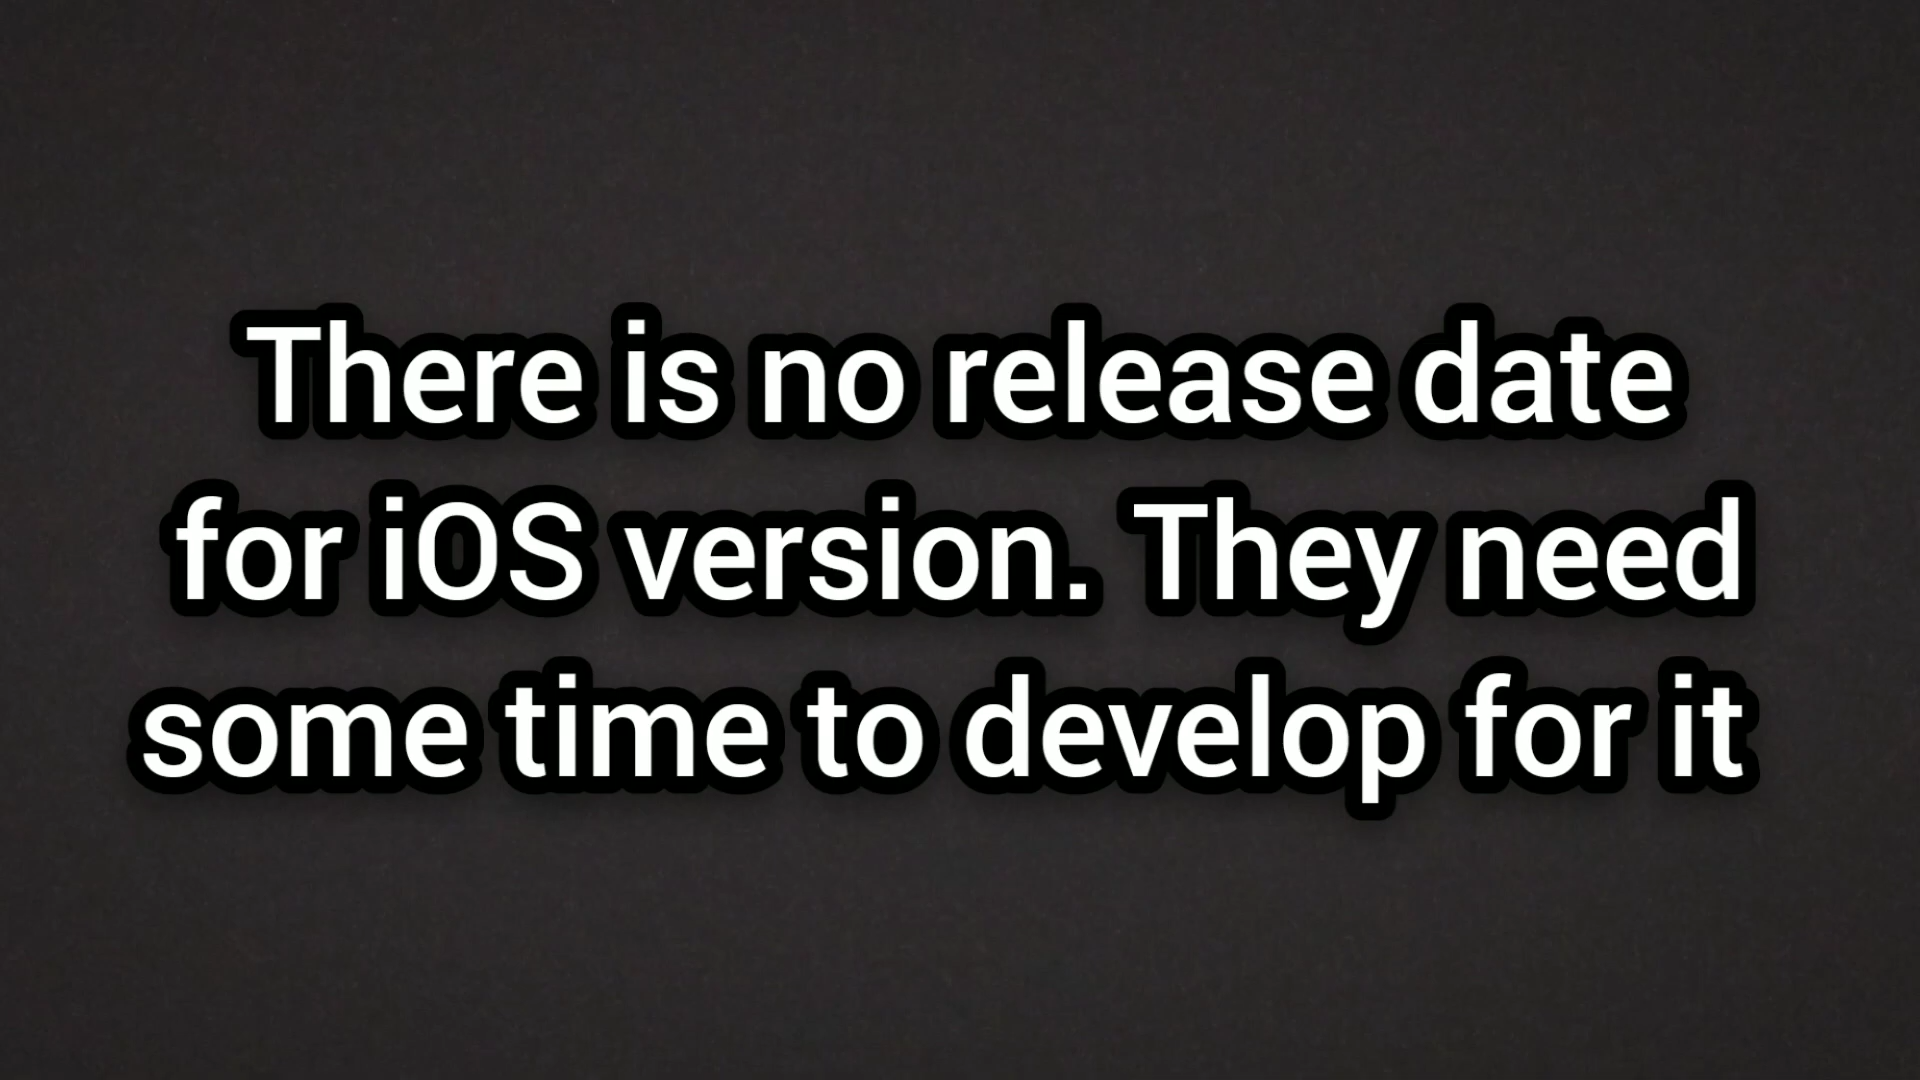 There is no release date
for iOS version. They need
some time to develop for it